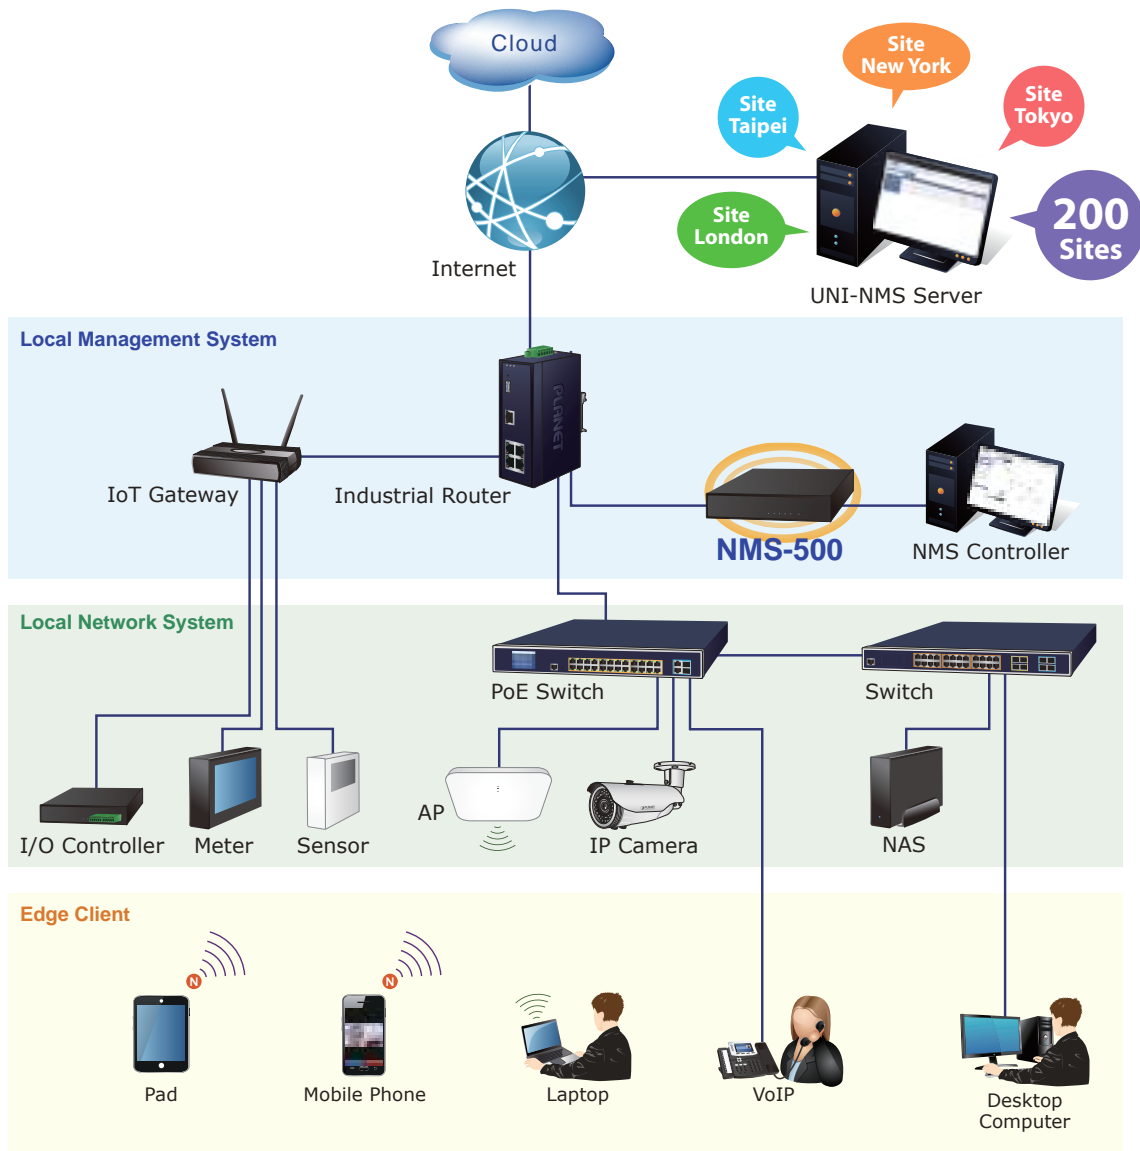 Cloud
Site
New York
Site
Taipei
Site
Tokyo
Site
London
200
Sites
Internet
UNI-NMS Server
Local Management System
PLANET
IoT Gateway
Industrial Router
NMS-500
NMS Controller
Local Network System
PoE Switch
Switch
AP
I/O Controller
Meter
Sensor
IP Camera
NAS
Edge Client
N
N
Pad
Mobile Phone
Laptop
VoIP
Desktop
Computer